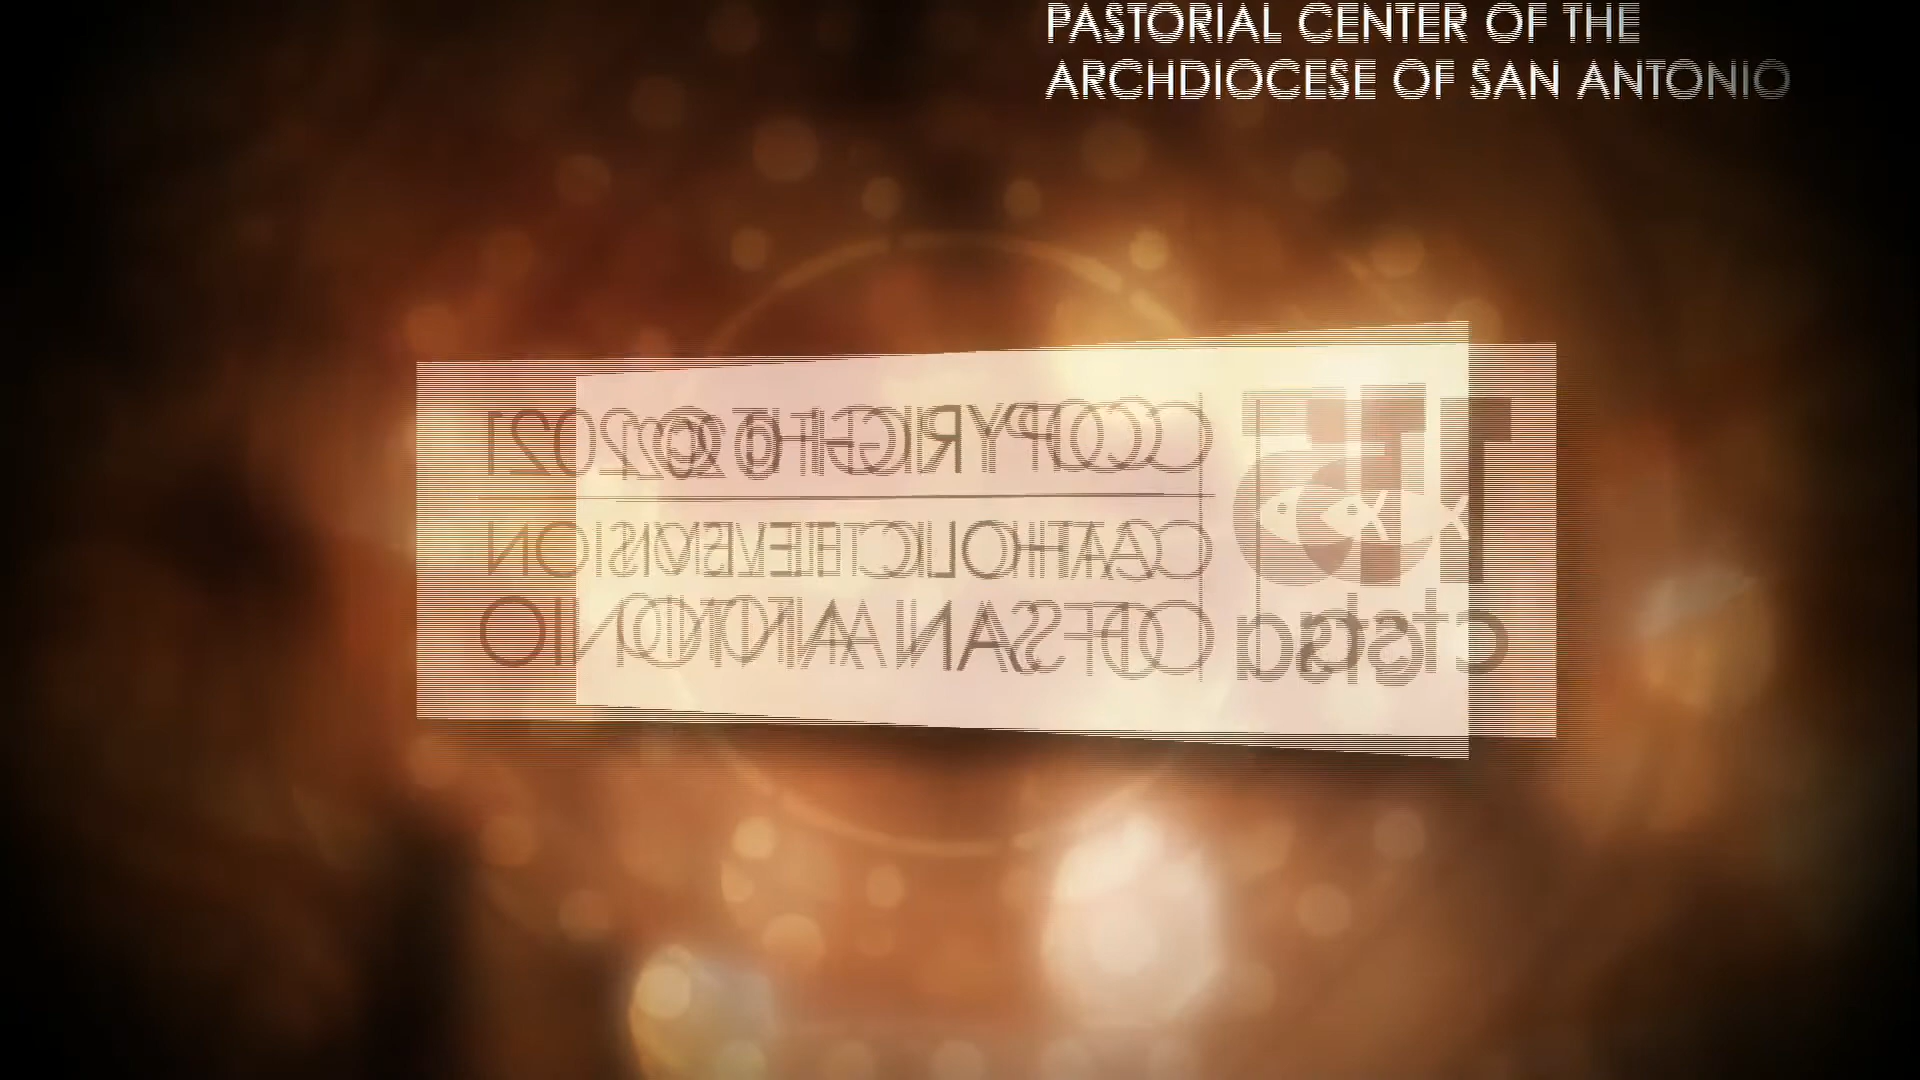 PASTORIAL CENTER OF THE
ARCHDIOCESE OF SAN ANTONIO
COPYRIGHT © 2021
CATHOLIC TELEVISION
OF SAN ANTONIO
ctsa